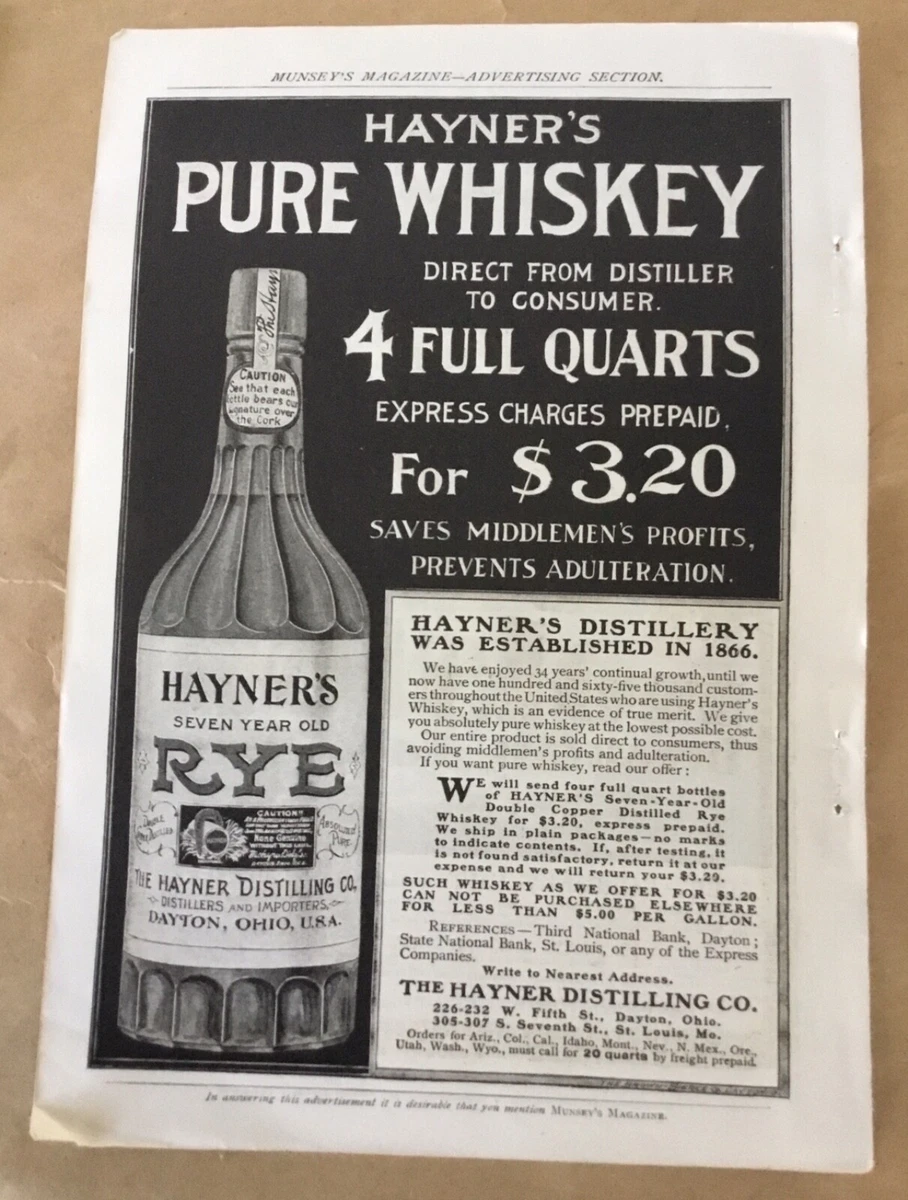 MUNSEY'S MAGAZINE—ADVERTISING SECTION.
HAYNER'S
PURE WHISKEY
DIRECT FROM DISTILLER
TO CONSUMER.
4 FULL QUARTS
EXPRESS CHARGES PREPAID,
For $3.20
SAVES MIDDLEMEN'S PROFITS,
PREVENTS ADULTERATION.
CAUTION
See that each
bottle bears our
signature over
the Cork
HAYNER'S
SEVEN YEAR OLD
RYE
CAUTION
None Genuine
WITHOUT THIS LABEL
ABSOLUTELY
PURE
THE HAYNER DISTILLING CO.
DISTILLERS AND IMPORTERS.
DAYTON, OHIO, U.S.A.
HAYNER'S DISTILLERY
WAS ESTABLISHED IN 1866.
We have enjoyed 34 years' continual growth, until we
now have one hundred and sixty-five thousand custom-
ers throughout the United States who are using Hayner's
Whiskey, which is an evidence of true merit. We give
you absolutely pure whiskey at the lowest possible cost.
Our entire product is sold direct to consumers, thus
avoiding middlemen's profits and adulteration.
If you want pure whiskey, read our offer:
WE will send four full quart bottles
of HAYNER'S Seven-Year-Old
Double Copper Distilled Rye
Whiskey for $3.20, express prepaid.
We ship in plain packages—no marks
to indicate contents. If, after testing, it
is not found satisfactory, return it at our
expense and we will return your $3.20.
SUCH WHISKEY AS WE OFFER FOR $3.20
CAN NOT BE PURCHASED ELSEWHERE
FOR LESS THAN $5.00 PER GALLON.
REFERENCES—Third National Bank, Dayton;
State National Bank, St. Louis, or any of the Express
Companies.
Write to Nearest Address.
THE HAYNER DISTILLING CO.
226-232 W. Fifth St., Dayton, Ohio.
305-307 S. Seventh St., St. Louis, Mo.
Orders for Ariz., Col., Cal., Idaho, Mont., Nev., N. Mex., Ore.,
Utah, Wash., Wyo., must call for 20 quarts by freight prepaid.
In answering this advertisement it is desirable that you mention MUNSEY'S MAGAZINE.